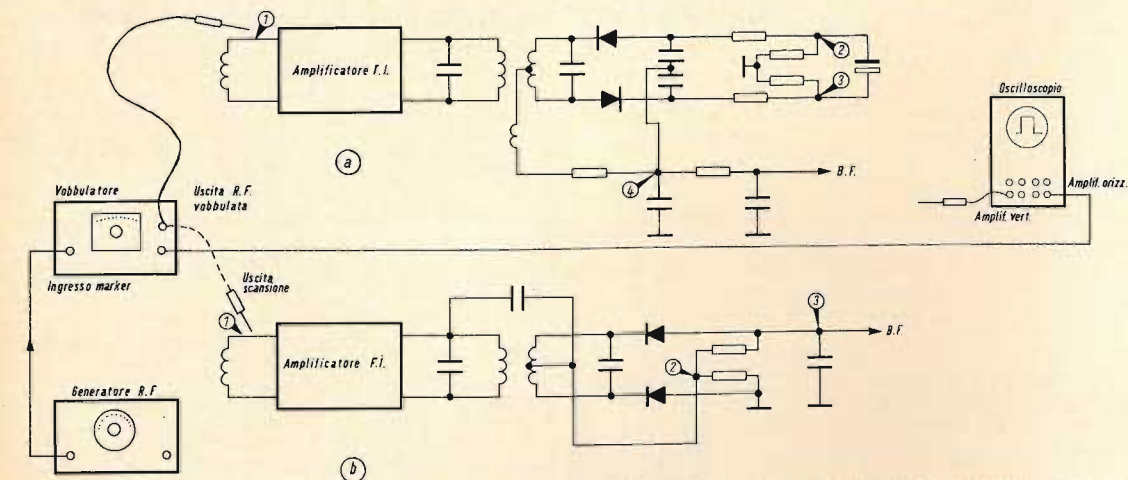 1
Amplificatore F.I.
2
3
Oscilloscopio
a
Vobbulatore
Uscita R.F.
vobbulata
4
B.F.
Amplif. orizz.
Amplif. vert.
Ingresso marker
Uscita
scansione
1
Amplificatore F.I.
3
B.F.
2
Generatore R.F
b